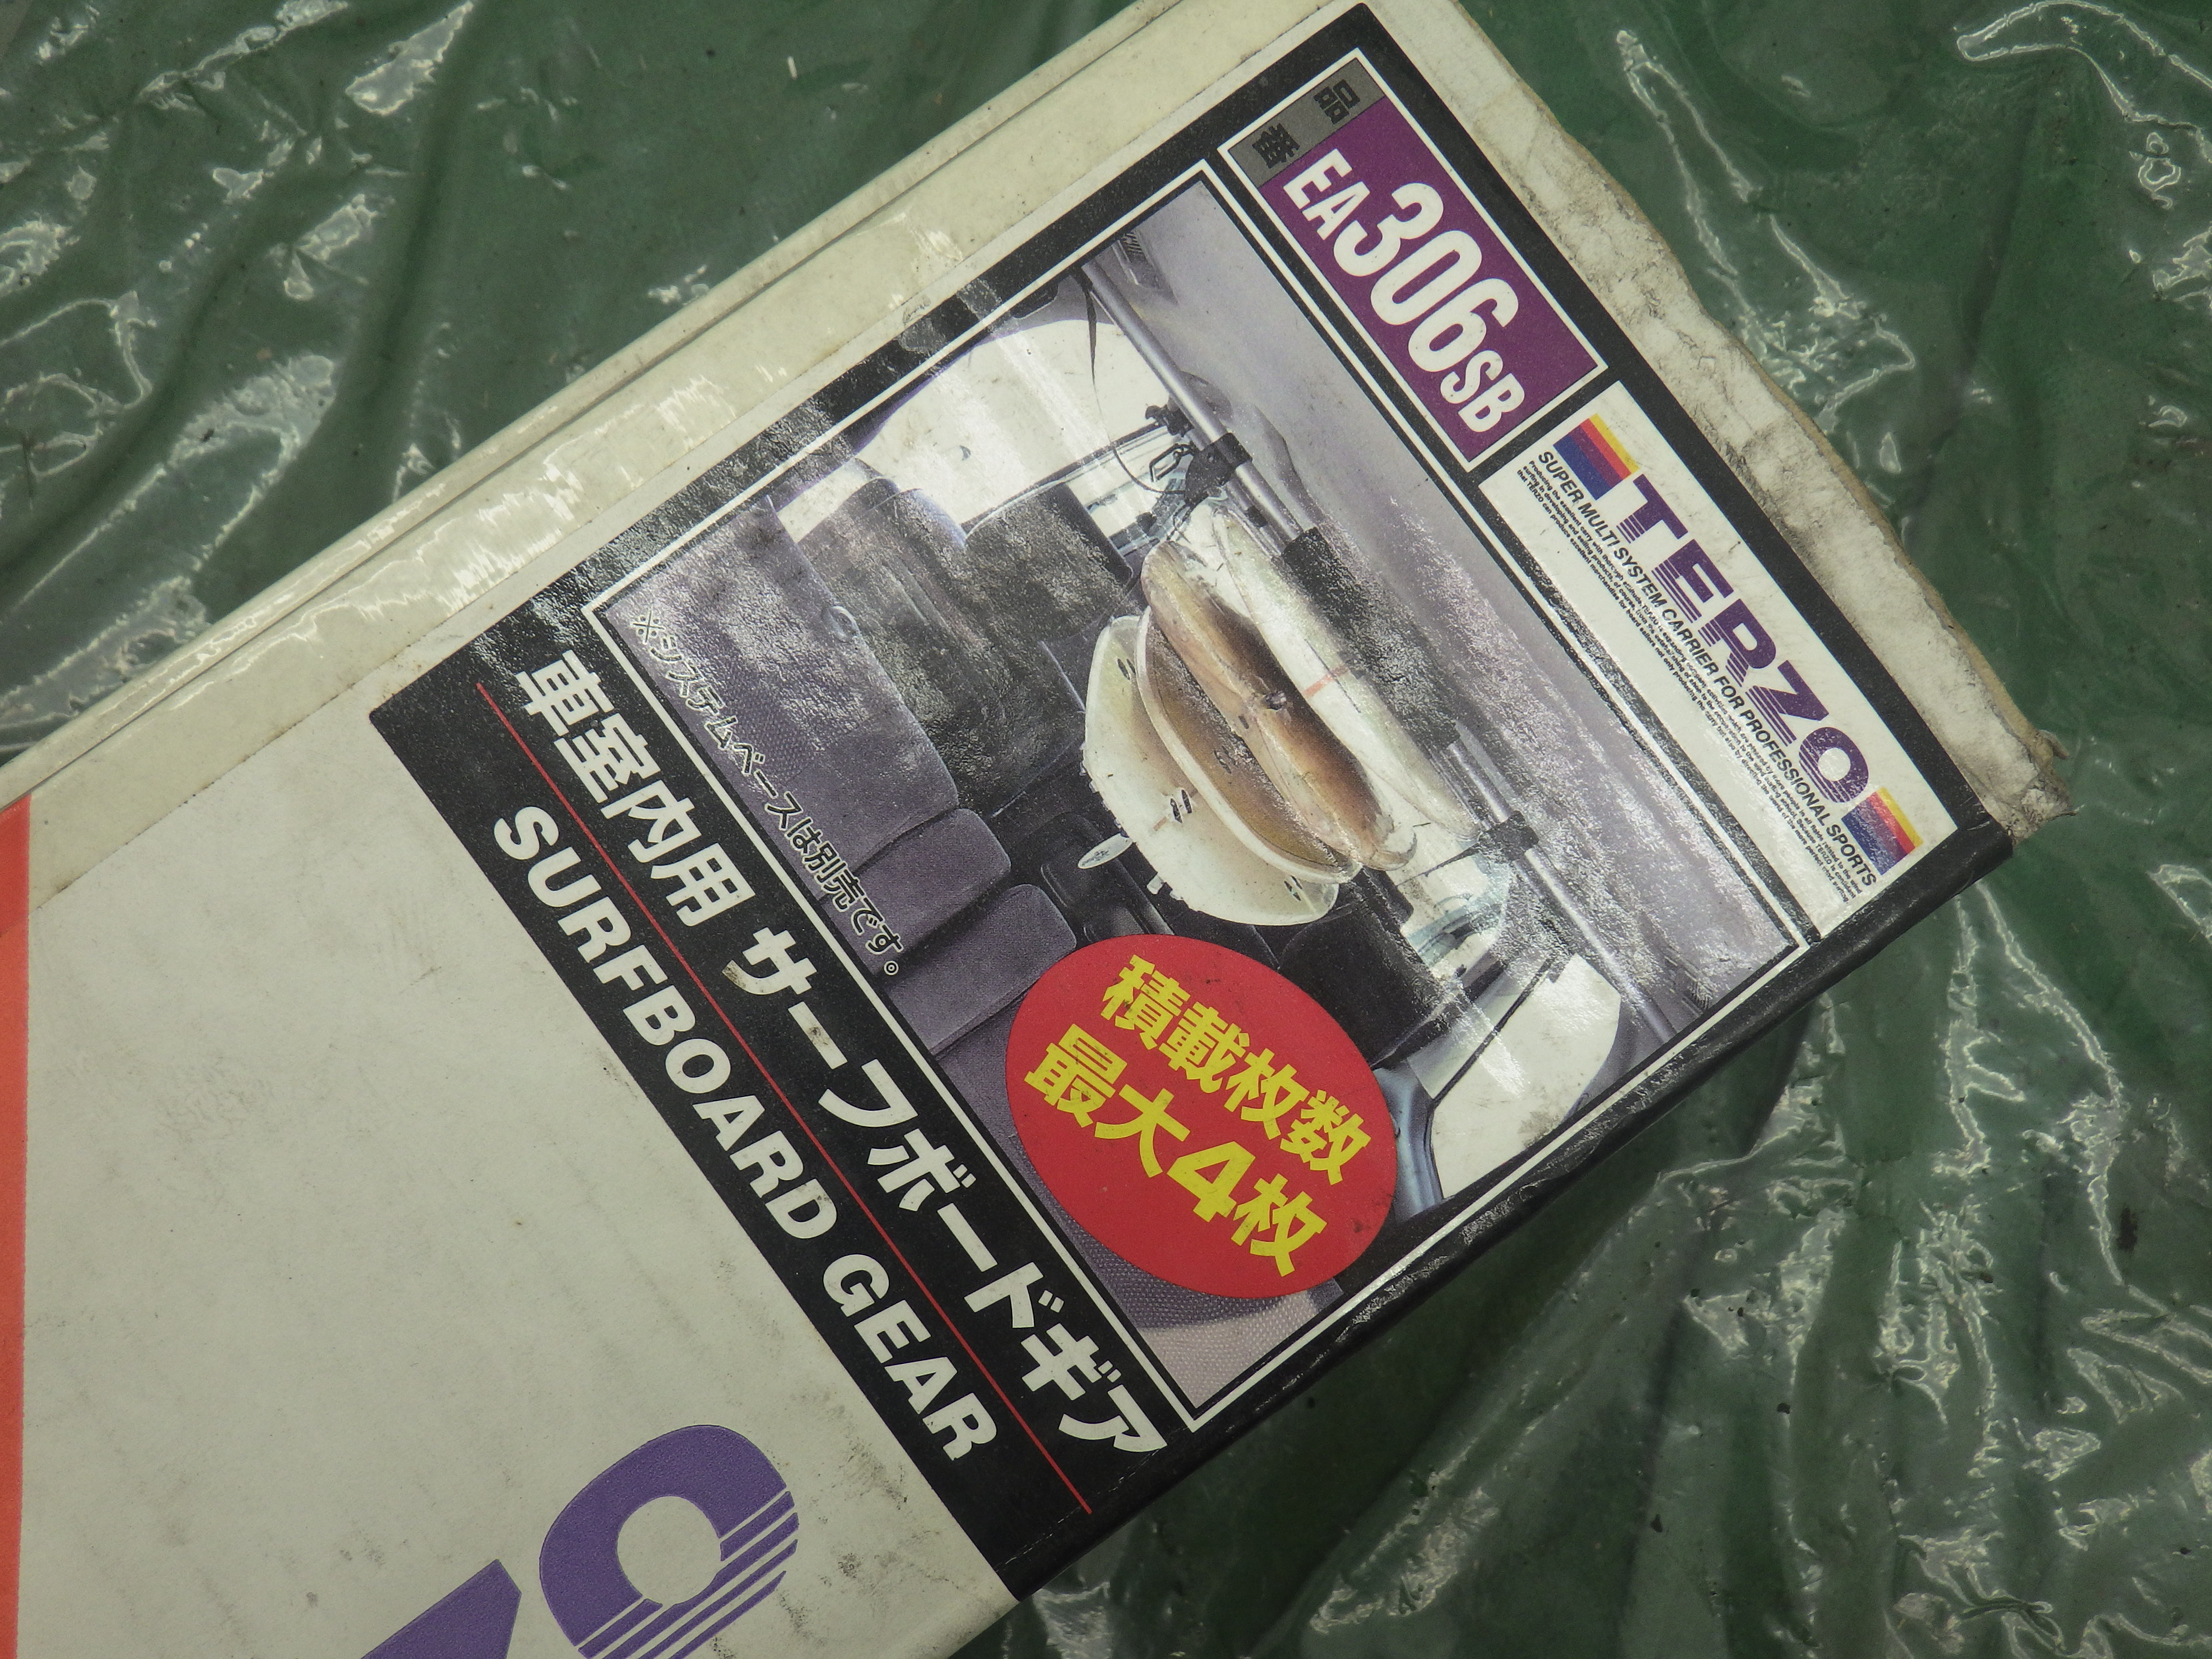 品番
EA306SB
TERZO
SUPER MULTI SYSTEM CARRIER FOR PROFESSIONAL SPORTS
※システムベースは別売です。
積載枚数
最大4枚
車室内用 サーフボードギア
SURFBOARD GEAR